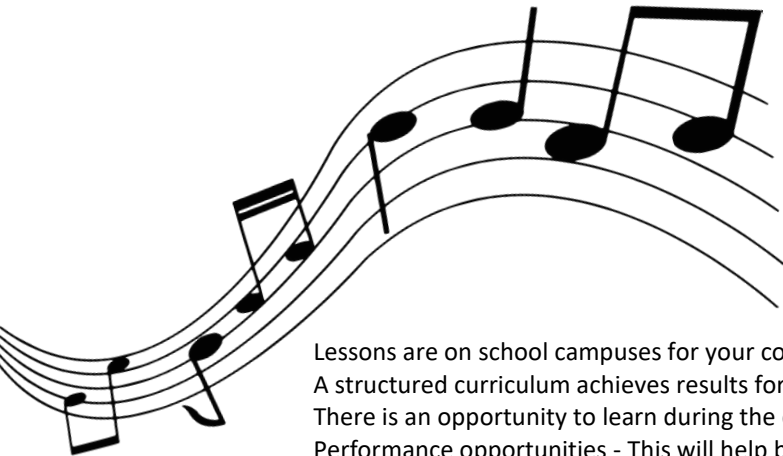 Lessons are on school campuses for your co
A structured curriculum achieves results for
There is an opportunity to learn during the
Performance opportunities - This will help b